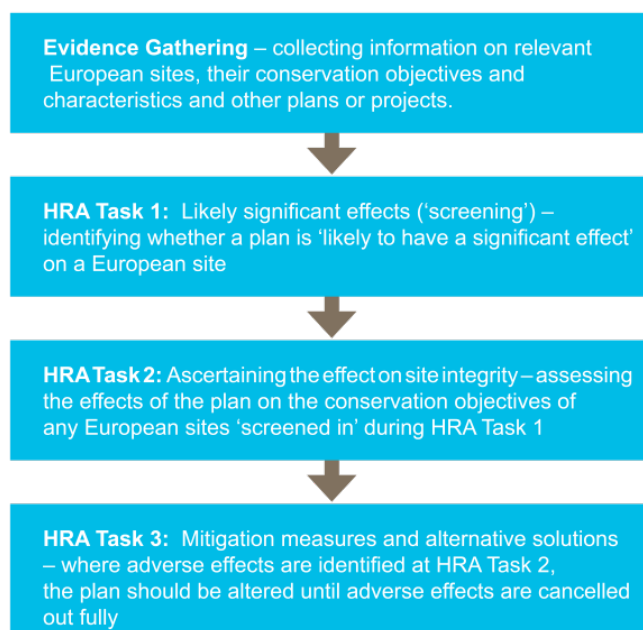 Evidence Gathering – collecting information on relevant
European sites, their conservation objectives and
characteristics and other plans or projects.
HRA Task 1: Likely significant effects (‘screening’) –
identifying whether a plan is ‘likely to have a significant effect’
on a European site
HRA Task 2: Ascertaining the effect on site integrity – assessing
the effects of the plan on the conservation objectives of
any European sites ‘screened in’ during HRA Task 1
HRA Task 3: Mitigation measures and alternative solutions
– where adverse effects are identified at HRA Task 2,
the plan should be altered until adverse effects are cancelled
out fully